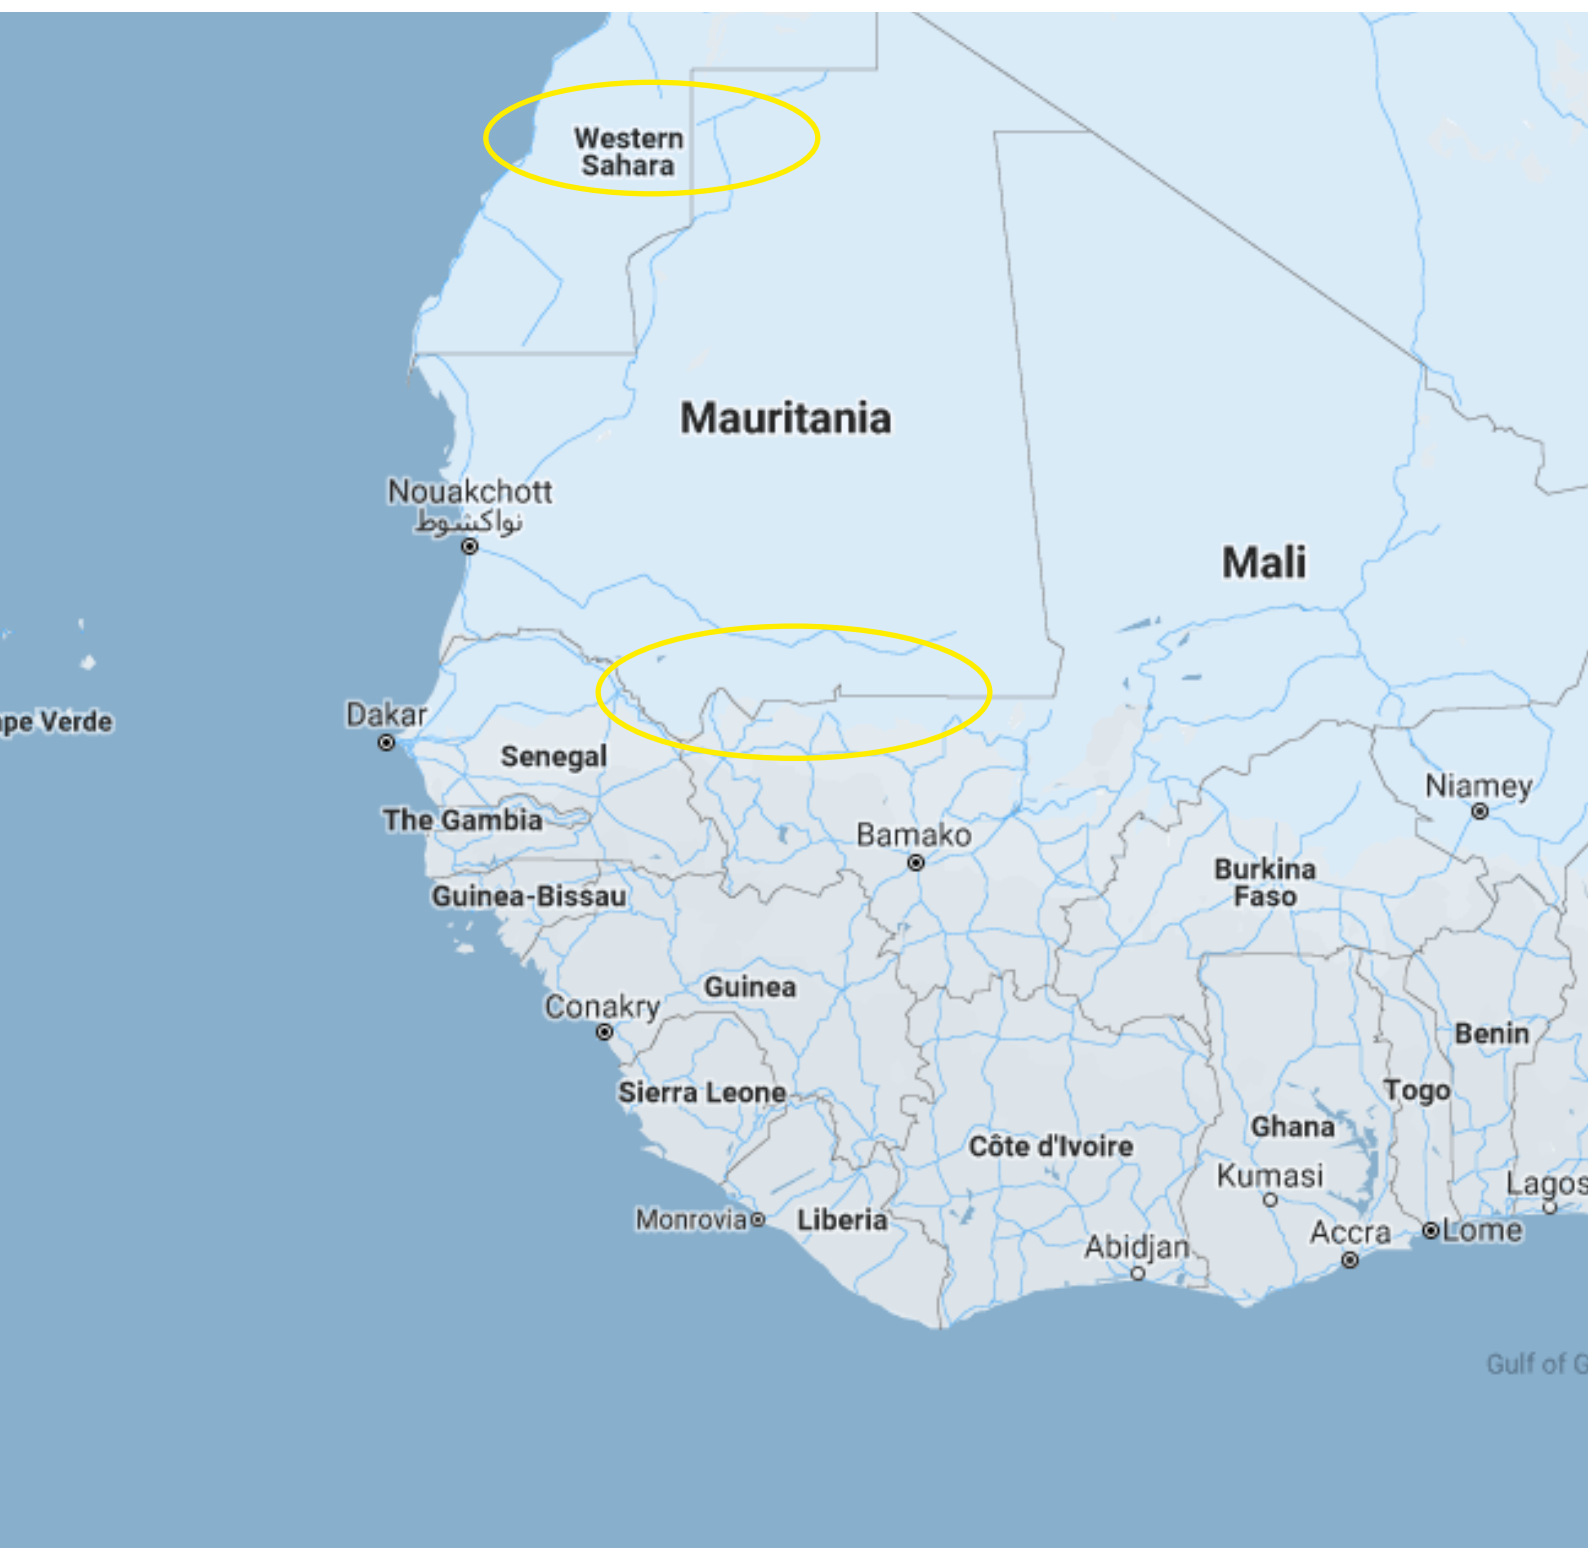 Western
Sahara
Mauritania
Nouakchott
نواكشوط
Mali
Dakar
pe Verde
Senegal
Niamey
The Gambia
Bamako
Burkina
Faso
Guinea-Bissau
Guinea
Conakry
Benin
Sierra Leone
Togo
Ghana
Côte d'Ivoire
Kumasi
Lagos
Monrovia
Liberia
Accra
Lome
Abidjan
Gulf of G